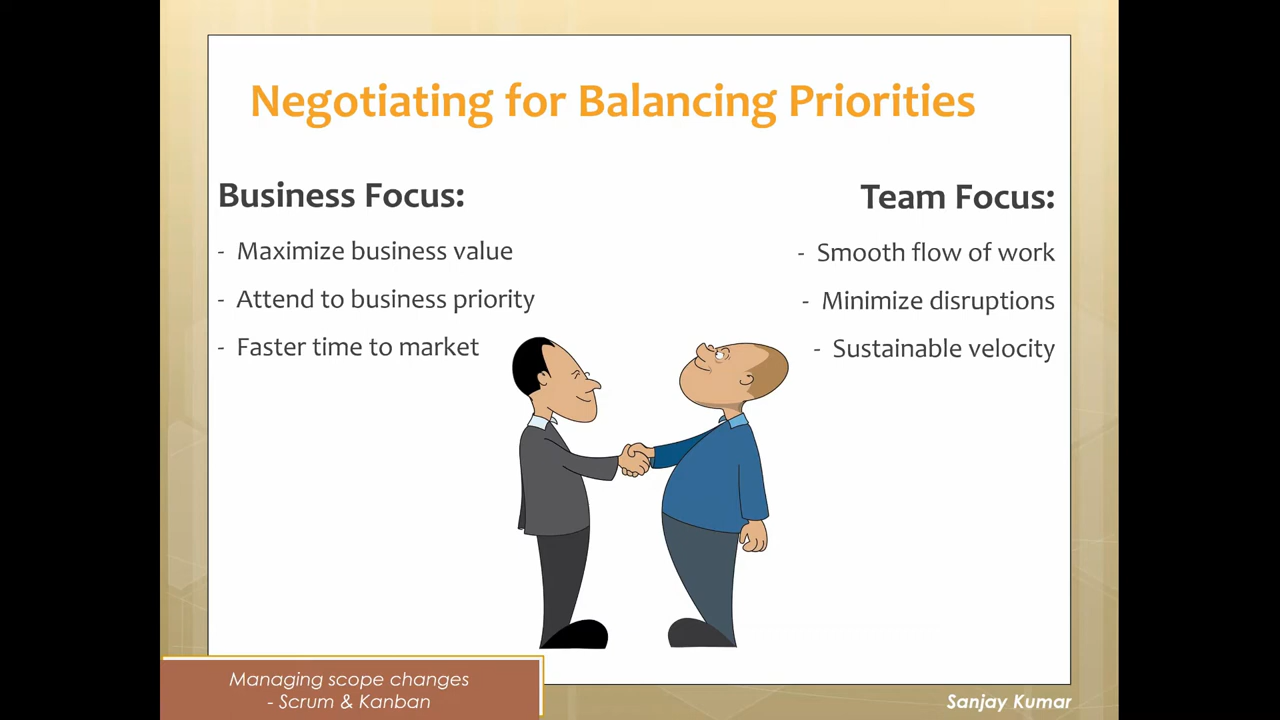 Negotiating for Balancing Priorities
Business Focus:
- Maximize business value
- Attend to business priority
- Faster time to market
Team Focus:
- Smooth flow of work
- Minimize disruptions
- Sustainable velocity
Managing scope changes
- Scrum & Kanban
Sanjay Kumar